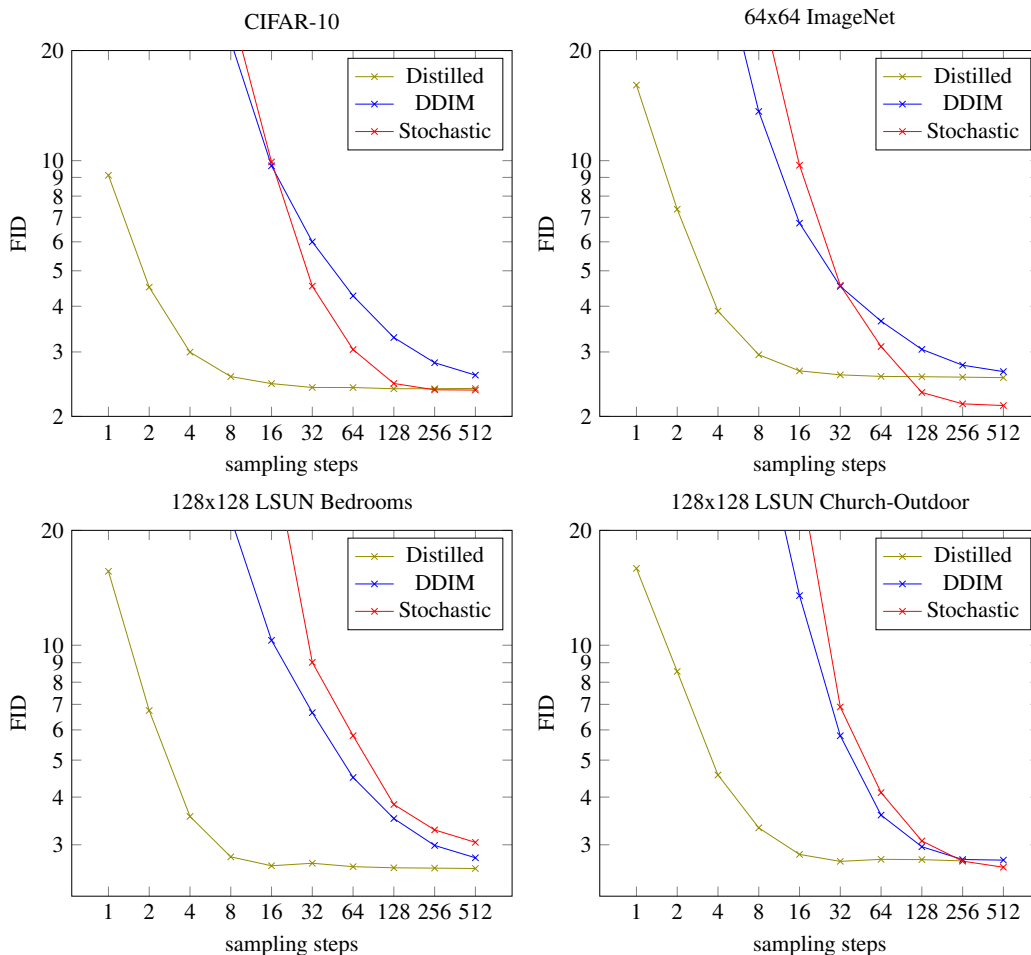 CIFAR-10
20
10
9
8
7
6
5
4
3
2
FID
1 2 4 8 16 32 64 128 256 512
sampling steps
Distilled
DDIM
Stochastic
64x64 ImageNet
20
10
9
8
7
6
5
4
3
2
FID
1 2 4 8 16 32 64 128 256 512
sampling steps
Distilled
DDIM
Stochastic
128x128 LSUN Bedrooms
20
10
9
8
7
6
5
4
3
FID
1 2 4 8 16 32 64 128 256 512
sampling steps
Distilled
DDIM
Stochastic
128x128 LSUN Church-Outdoor
20
10
9
8
7
6
5
4
3
FID
1 2 4 8 16 32 64 128 256 512
sampling steps
Distilled
DDIM
Stochastic